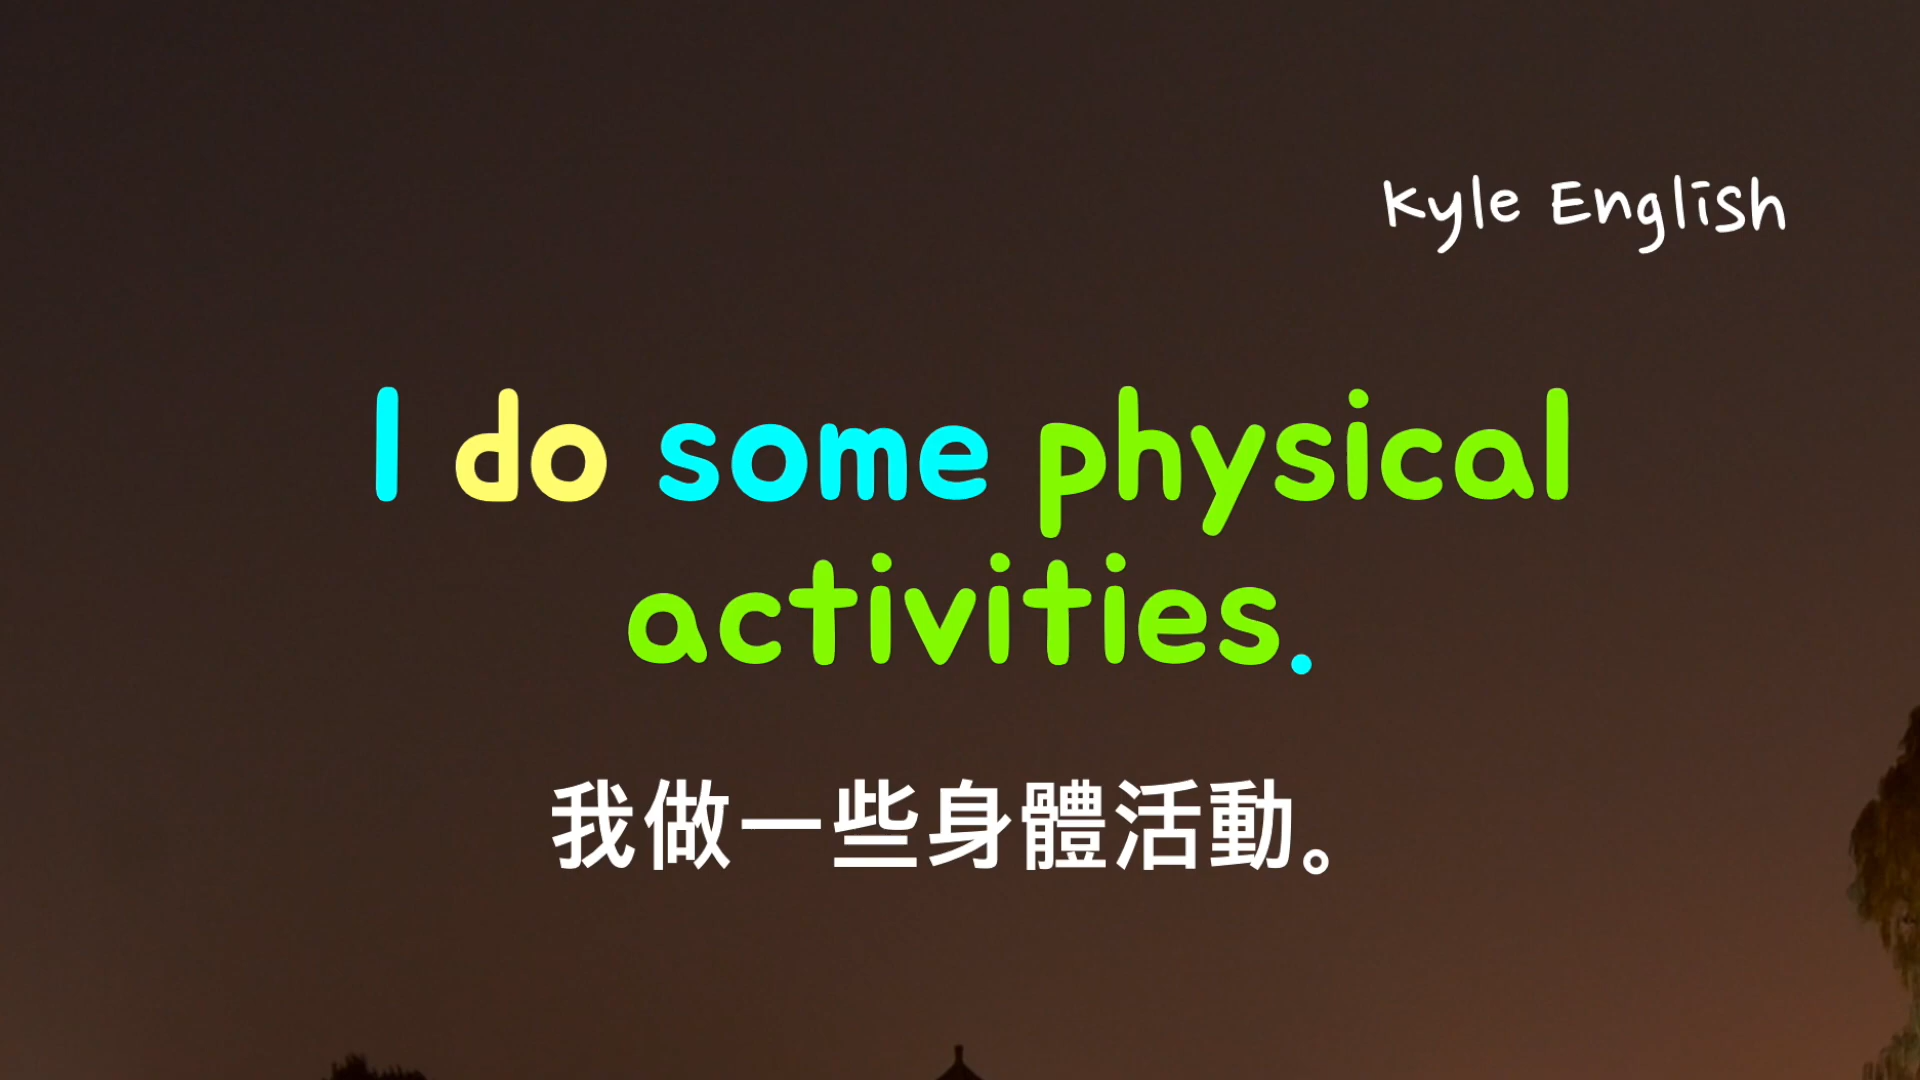 Kyle English
I do some physical
activities.
我做一些身體活動。